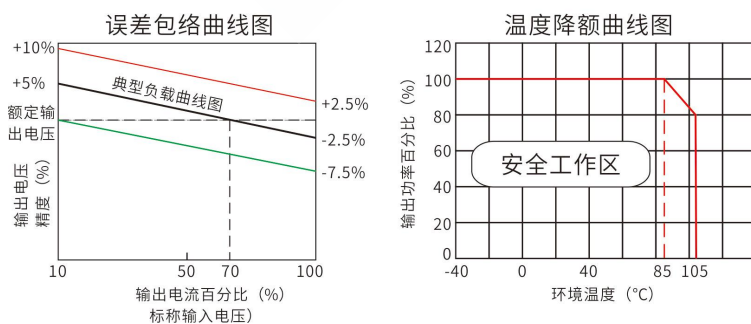 误差包络曲线图
+10%
+5%
额定输
出电压
输出电压
精度（%）
典型负载曲线图
+2.5%
-2.5%
-7.5%
10
50
70
100
输出电流百分比（%）
标称输入电压）
温度降额曲线图
输出功率百分比（%）
120
100
80
60
40
20
0
安全工作区
-40
0
40
85
105
环境温度（℃）